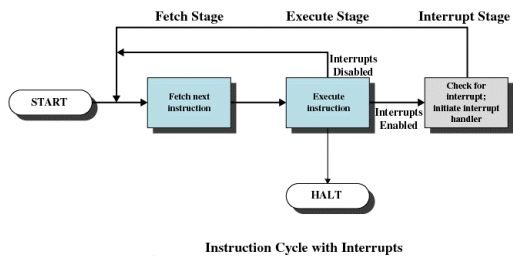 Fetch Stage
Execute Stage
Interrupt Stage
Interrupts
Disabled
START
Fetch next
instruction
Execute
instruction
Interrupts
Enabled
Check for
interrupt;
initiate interrupt
handler
HALT
Instruction Cycle with Interrupts